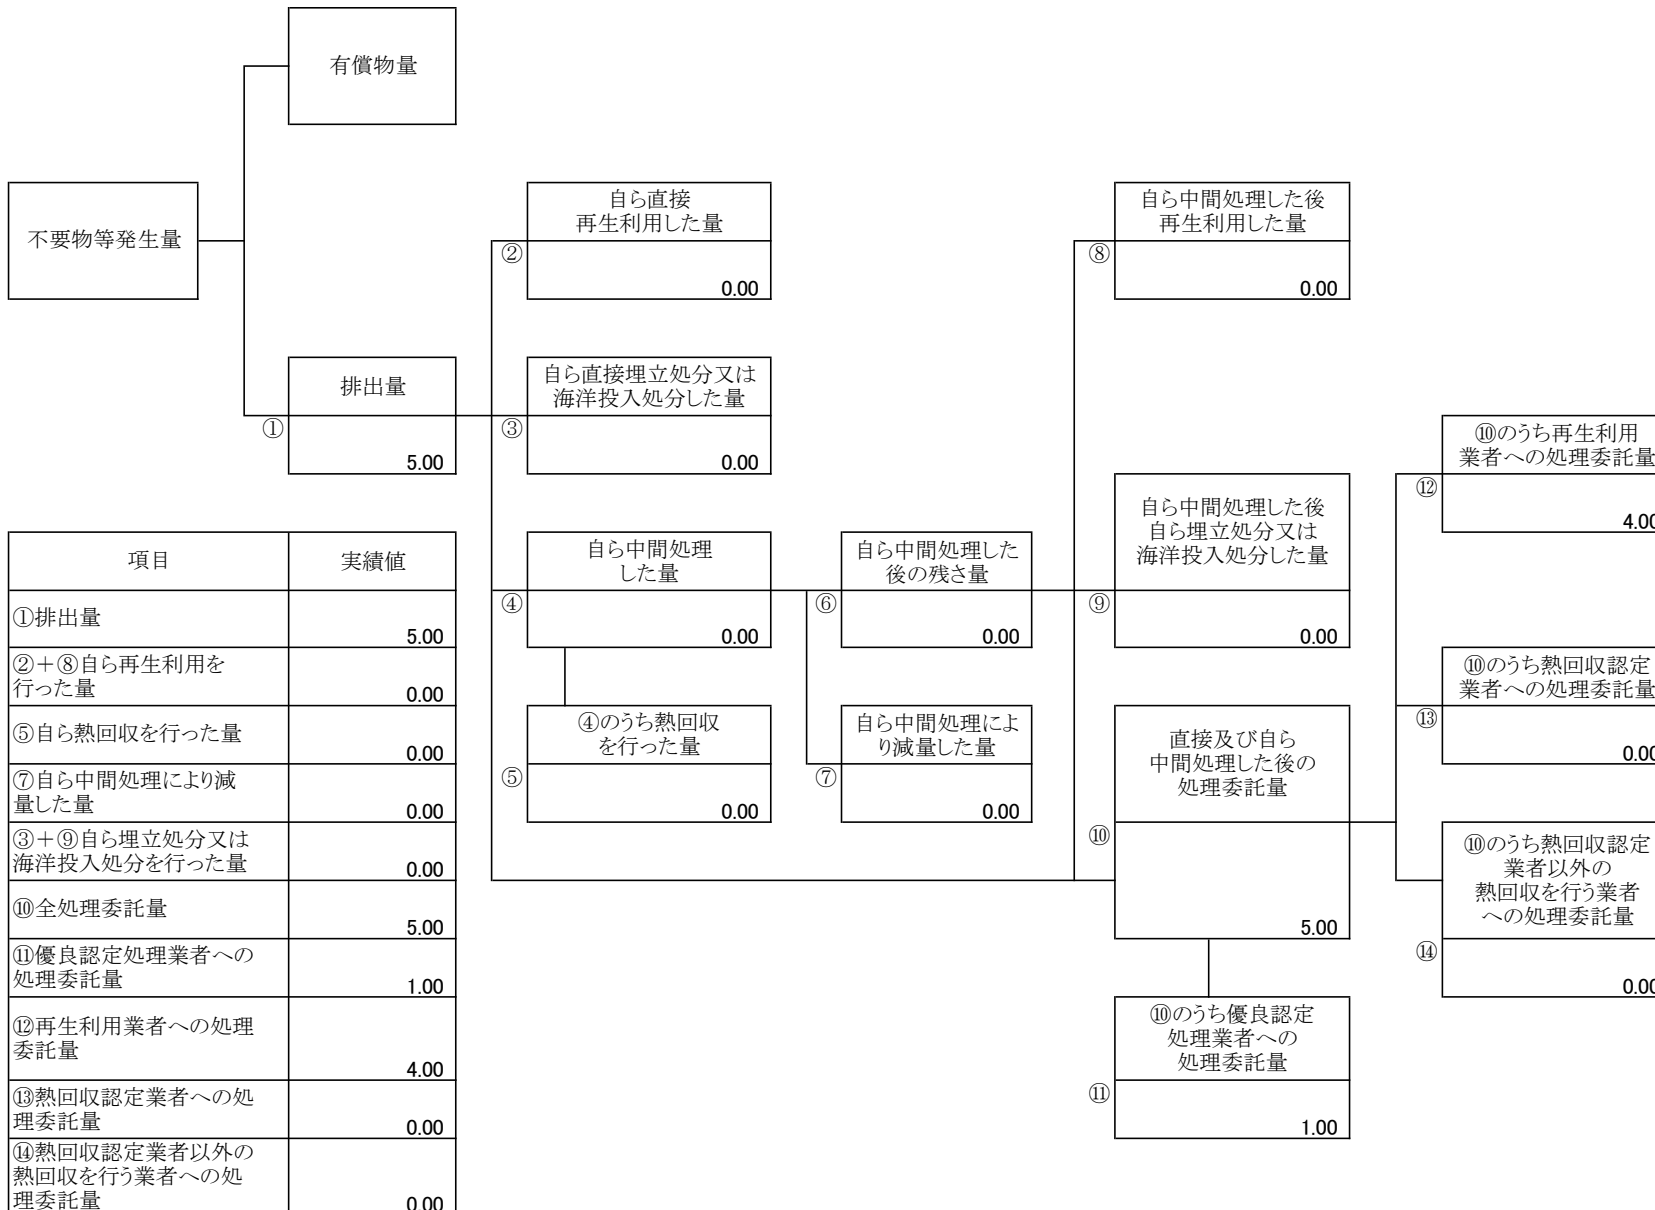 有償物量
不要物等発生量
自ら直接
再生利用した量
②
0.00
自ら中間処理した後
再生利用した量
⑧
0.00
排出量
①
5.00
自ら直接埋立処分又は
海洋投入処分した量
③
0.00
⑩のうち再生利用
業者への処理委託量
⑫
4.00
自ら中間処理
した量
④
0.00
自ら中間処理した
後の残さ量
⑥
0.00
自ら中間処理した後
自ら埋立処分又は
海洋投入処分した量
⑨
0.00
⑩のうち熱回収認定
業者への処理委託量
⑬
0.00
④のうち熱回収
を行った量
⑤
0.00
自ら中間処理によ
り減量した量
⑦
0.00
直接及び自ら
中間処理した後の
処理委託量
⑩
5.00
⑩のうち熱回収認定
業者以外の
熱回収を行う業者
への処理委託量
⑭
0.00
⑩のうち優良認定
処理業者への
処理委託量
⑪
1.00
項目 実績値
①排出量
5.00
②＋⑧自ら再生利用を
行った量
0.00
⑤自ら熱回収を行った量
0.00
⑦自ら中間処理により減
量した量
0.00
③＋⑨自ら埋立処分又は
海洋投入処分を行った量
0.00
⑩全処理委託量
5.00
⑪優良認定処理業者への
処理委託量
1.00
⑫再生利用業者への処理
委託量
4.00
⑬熱回収認定業者への処
理委託量
0.00
⑭熱回収認定業者以外の
熱回収を行う業者への処
理委託量
0.00